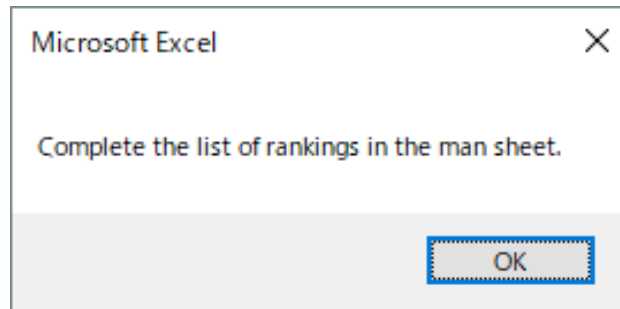 Microsoft Excel
Complete the list of rankings in the man sheet.
OK